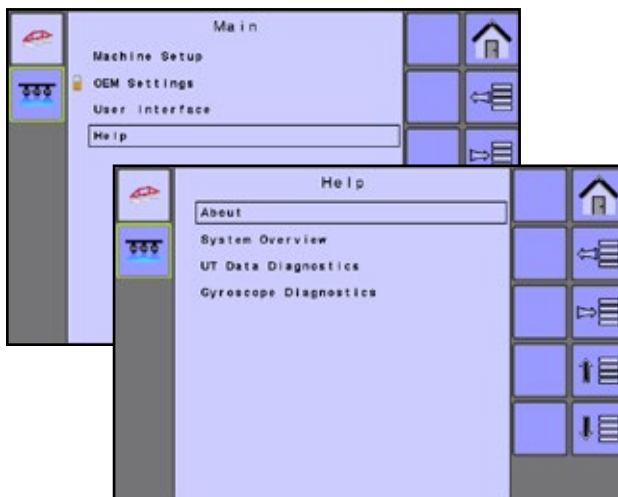 Main
Machine Setup
OEM Settings
User Interface
Help
Help
About
System Overview
UT Data Diagnostics
Gyroscope Diagnostics